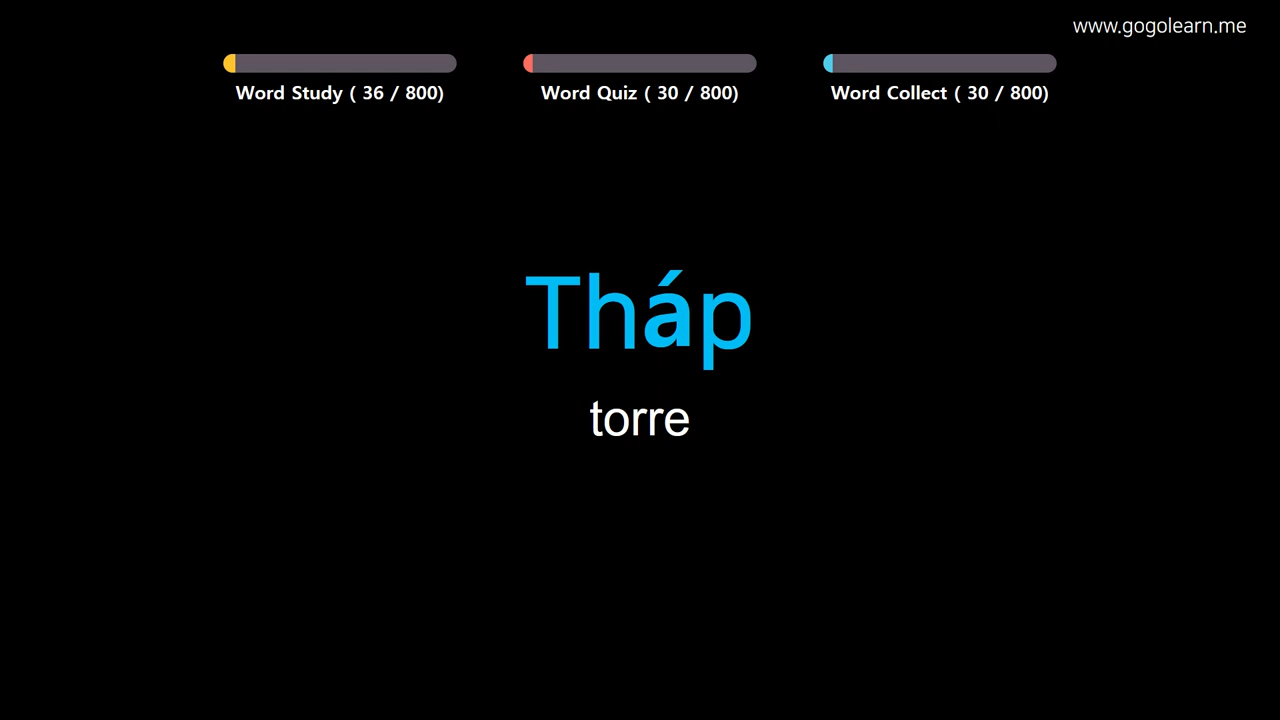 www.gogolearn.me
Word Study ( 36 / 800)
Word Quiz ( 30 / 800)
Word Collect ( 30 / 800)
Tháp
torre